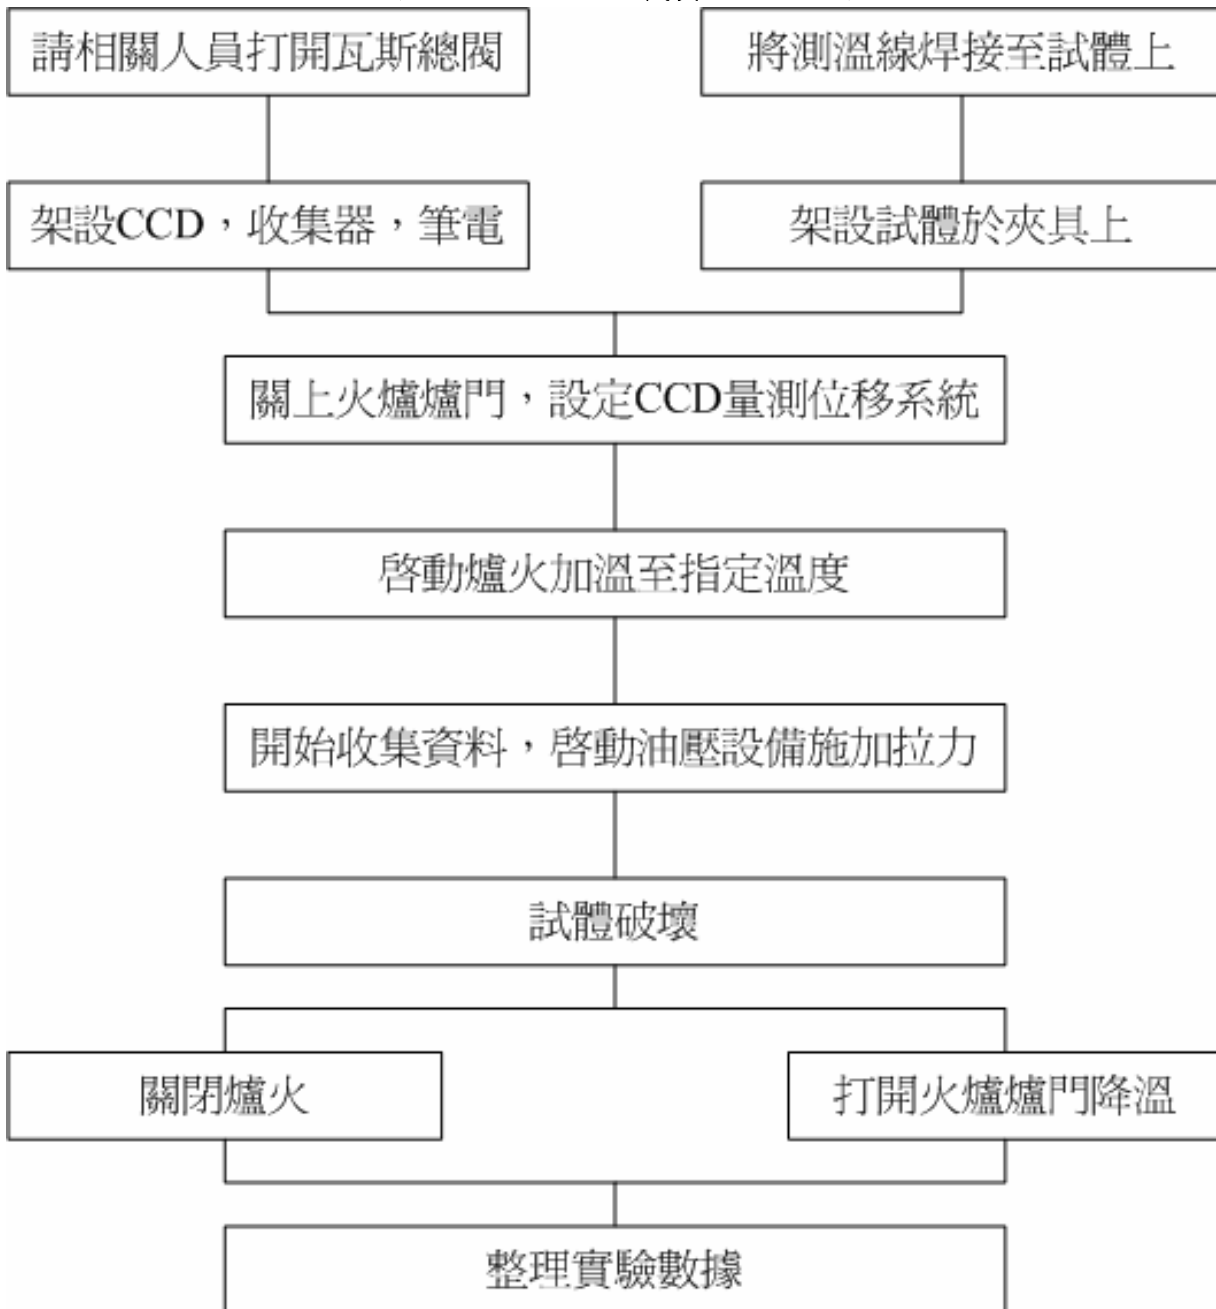 請相關人員打開瓦斯總閥
將測溫線焊接至試體上
架設CCD，收集器，筆電
架設試體於夾具上
關上火爐爐門，設定CCD量測位移系統
啓動爐火加溫至指定溫度
開始收集資料，啓動油壓設備施加拉力
試體破壞
關閉爐火
打開火爐爐門降溫
整理實驗數據